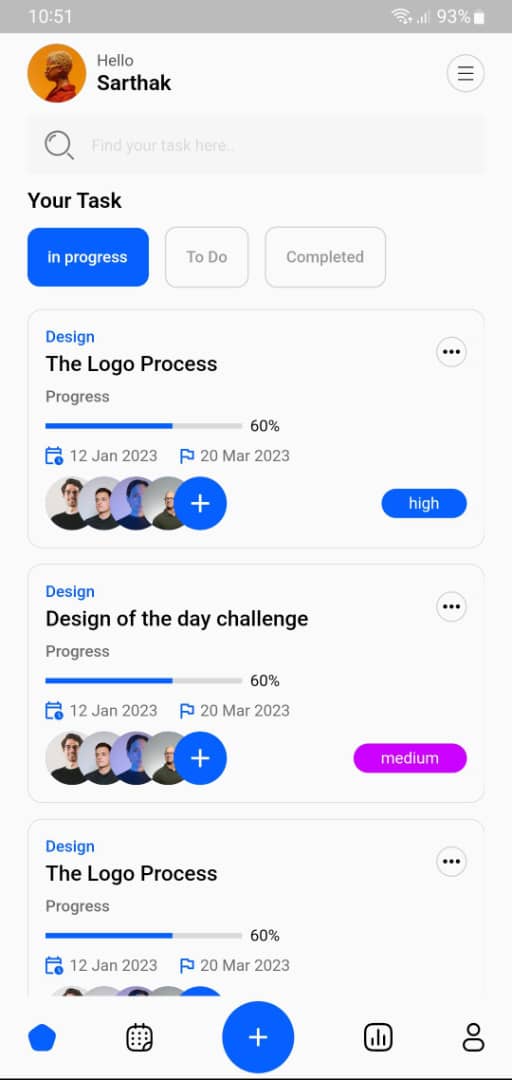 10:51 93%
Hello
Sarthak
Find your task here..
Your Task
in progress To Do Completed
Design
The Logo Process
Progress
60%
12 Jan 2023 20 Mar 2023
high
Design
Design of the day challenge
Progress
60%
12 Jan 2023 20 Mar 2023
medium
Design
The Logo Process
Progress
60%
12 Jan 2023 20 Mar 2023